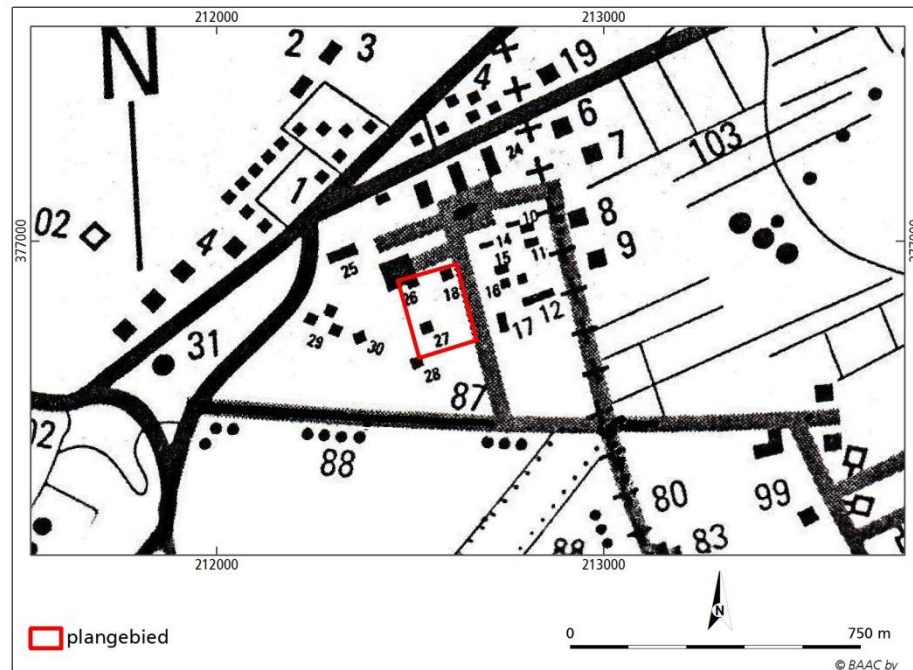 212000 213000
N
2 3
4 19
6
24 7
103
1
02
10 8
377000 377000
14 11
4 25 15 9
26 18 16
17 12
29 30 27
31 28
87
02
88
80 99
83
88
212000 213000
plangebied
N
0 750 m
© BAAC bv